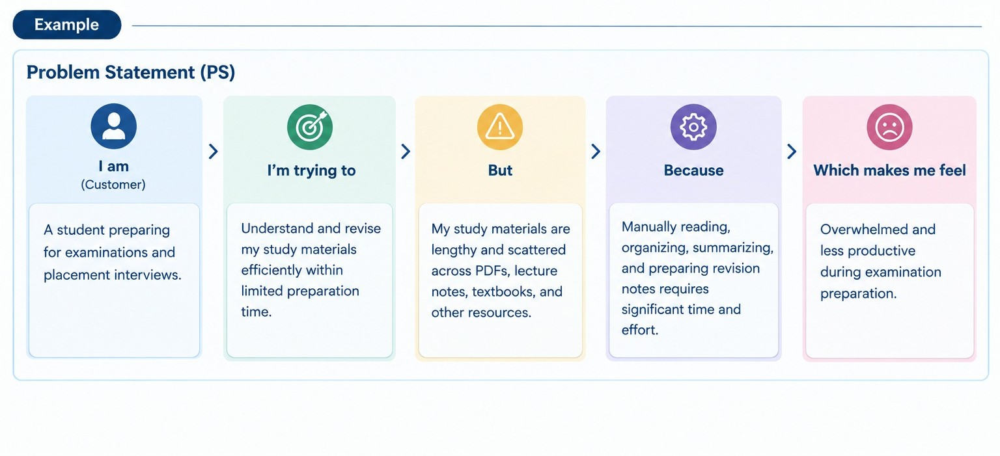 Example
Problem Statement (PS)
I am
(Customer)
A student preparing
for examinations and
placement interviews.
I’m trying to
Understand and revise
my study materials
efficiently within
limited preparation
time.
But
My study materials are
lengthy and scattered
across PDFs, lecture
notes, textbooks, and
other resources.
Because
Manually reading,
organizing, summarizing,
and preparing revision
notes requires
significant time and
effort.
Which makes me feel
Overwhelmed and
less productive
during examination
preparation.